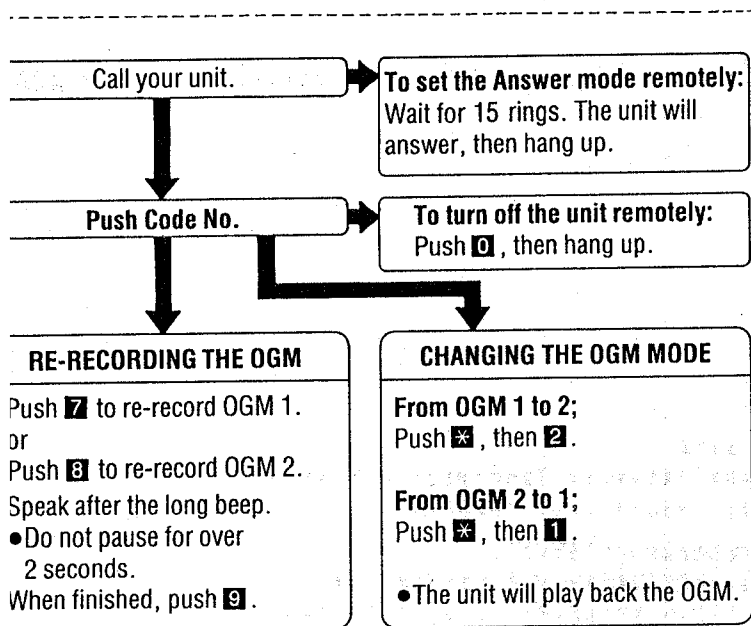 Call your unit.
To set the Answer mode remotely:
Wait for 15 rings. The unit will
answer, then hang up.
Push Code No.
To turn off the unit remotely:
Push 0, then hang up.
RE-RECORDING THE OGM
Push 7 to re-record OGM 1.
or
Push 8 to re-record OGM 2.
Speak after the long beep.
●Do not pause for over
2 seconds.
When finished, push 9.
CHANGING THE OGM MODE
From OGM 1 to 2;
Push *, then 2.
From OGM 2 to 1;
Push *, then 1.
●The unit will play back the OGM.